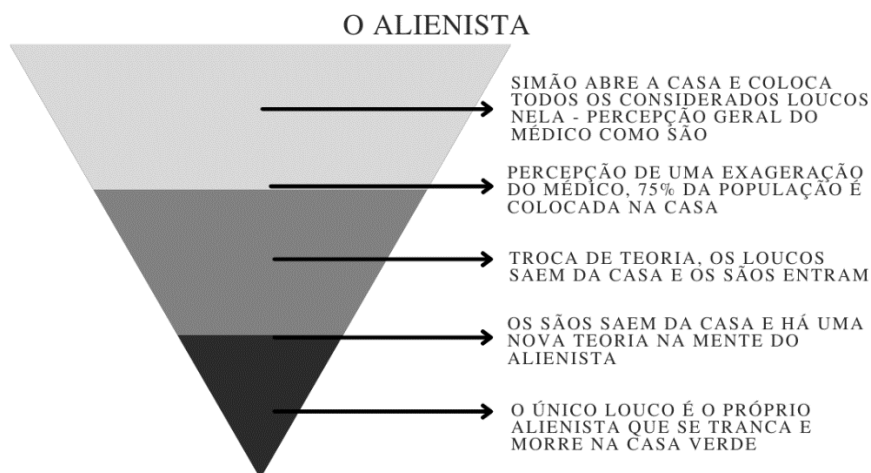 O ALIENISTA
SIMÃO ABRE A CASA E COLOCA
TODOS OS CONSIDERADOS LOUCOS
NELA - PERCEPÇÃO GERAL DO
MÉDICO COMO SÃO
PERCEPÇÃO DE UMA EXAGERAÇÃO
DO MÉDICO, 75% DA POPULAÇÃO É
COLOCADA NA CASA
TROCA DE TEORIA, OS LOUCOS
SAEM DA CASA E OS SÃOS ENTRAM
OS SÃOS SAEM DA CASA E HÁ UMA
NOVA TEORIA NA MENTE DO
ALIENISTA
O ÚNICO LOUCO É O PRÓPRIO
ALIENISTA QUE SE TRANCA E
MORRE NA CASA VERDE